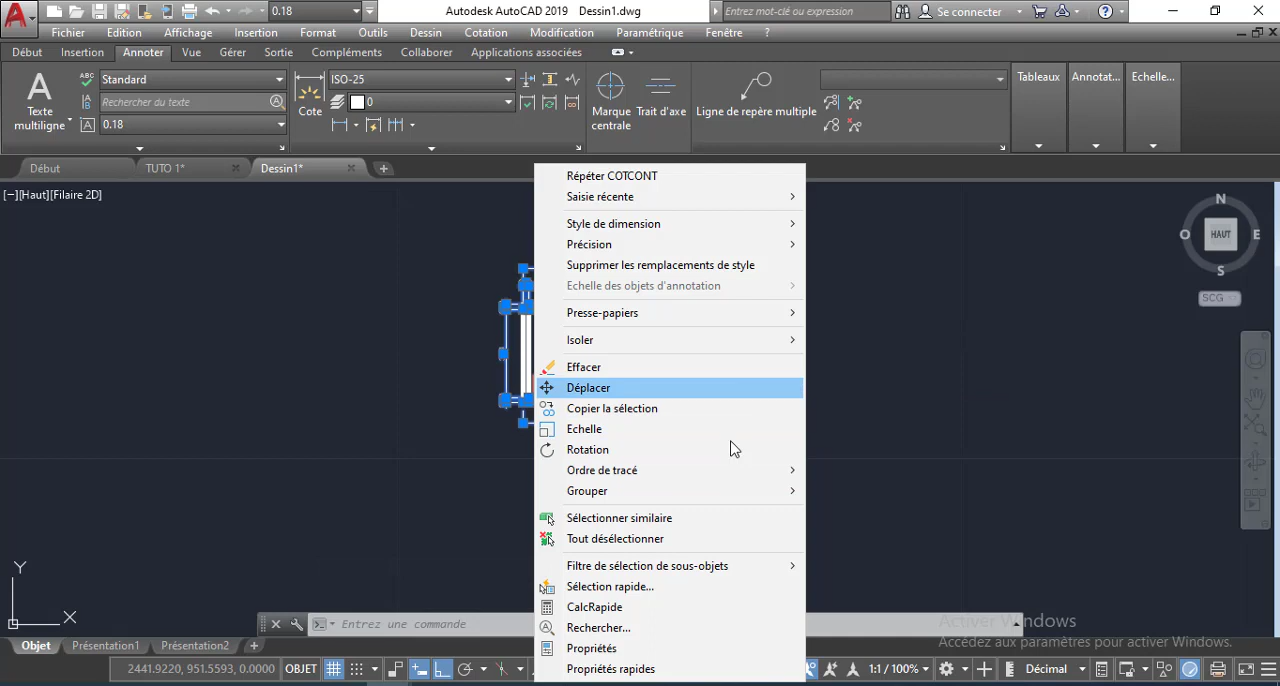 0.18
Autodesk AutoCAD 2019 Dessin1.dwg
Entrez mot-clé ou expression
Se connecter
Fichier Edition Affichage Insertion Format Outils Dessin Cotation Modification Paramétrique Fenêtre ?
Début Insertion Annoter Vue Gérer Sortie Compléments Collaborer Applications associées
Texte
multiligne
ABC
Standard
Rechercher du texte
0.18
Cote
ISO-25
0
Marque
centrale
Trait d'axe
Ligne de repère multiple
Tableaux
Annotat...
Echelle...
Début TUTO 1* Dessin1*
[−][Haut][Filaire 2D]
Répéter COTCONT
Saisie récente
Style de dimension
Précision
Supprimer les remplacements de style
Echelle des objets d'annotation
Presse-papiers
Isoler
Effacer
Déplacer
Copier la sélection
Echelle
Rotation
Ordre de tracé
Grouper
Sélectionner similaire
Tout désélectionner
Filtre de sélection de sous-objets
Sélection rapide...
CalcRapide
Rechercher...
Propriétés
Propriétés rapides
N
O HAUT E
S
SCG
Y
X
Entrez une commande
Activer Windows
Accédez aux paramètres pour activer Windows.
Objet Présentation1 Présentation2
2441.9220, 951.5593, 0.0000 OBJET
1:1 / 100%
Décimal